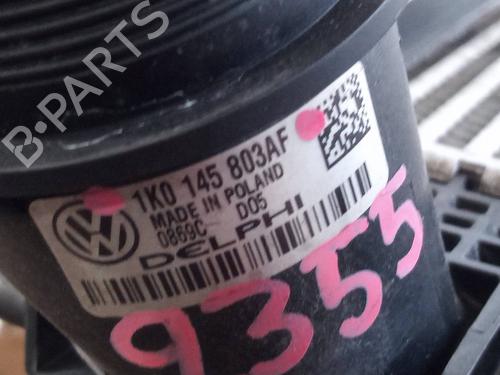 B-PARTS
1K0 145 803AF
MADE IN POLAND
0869C D05
DELPHI
9355